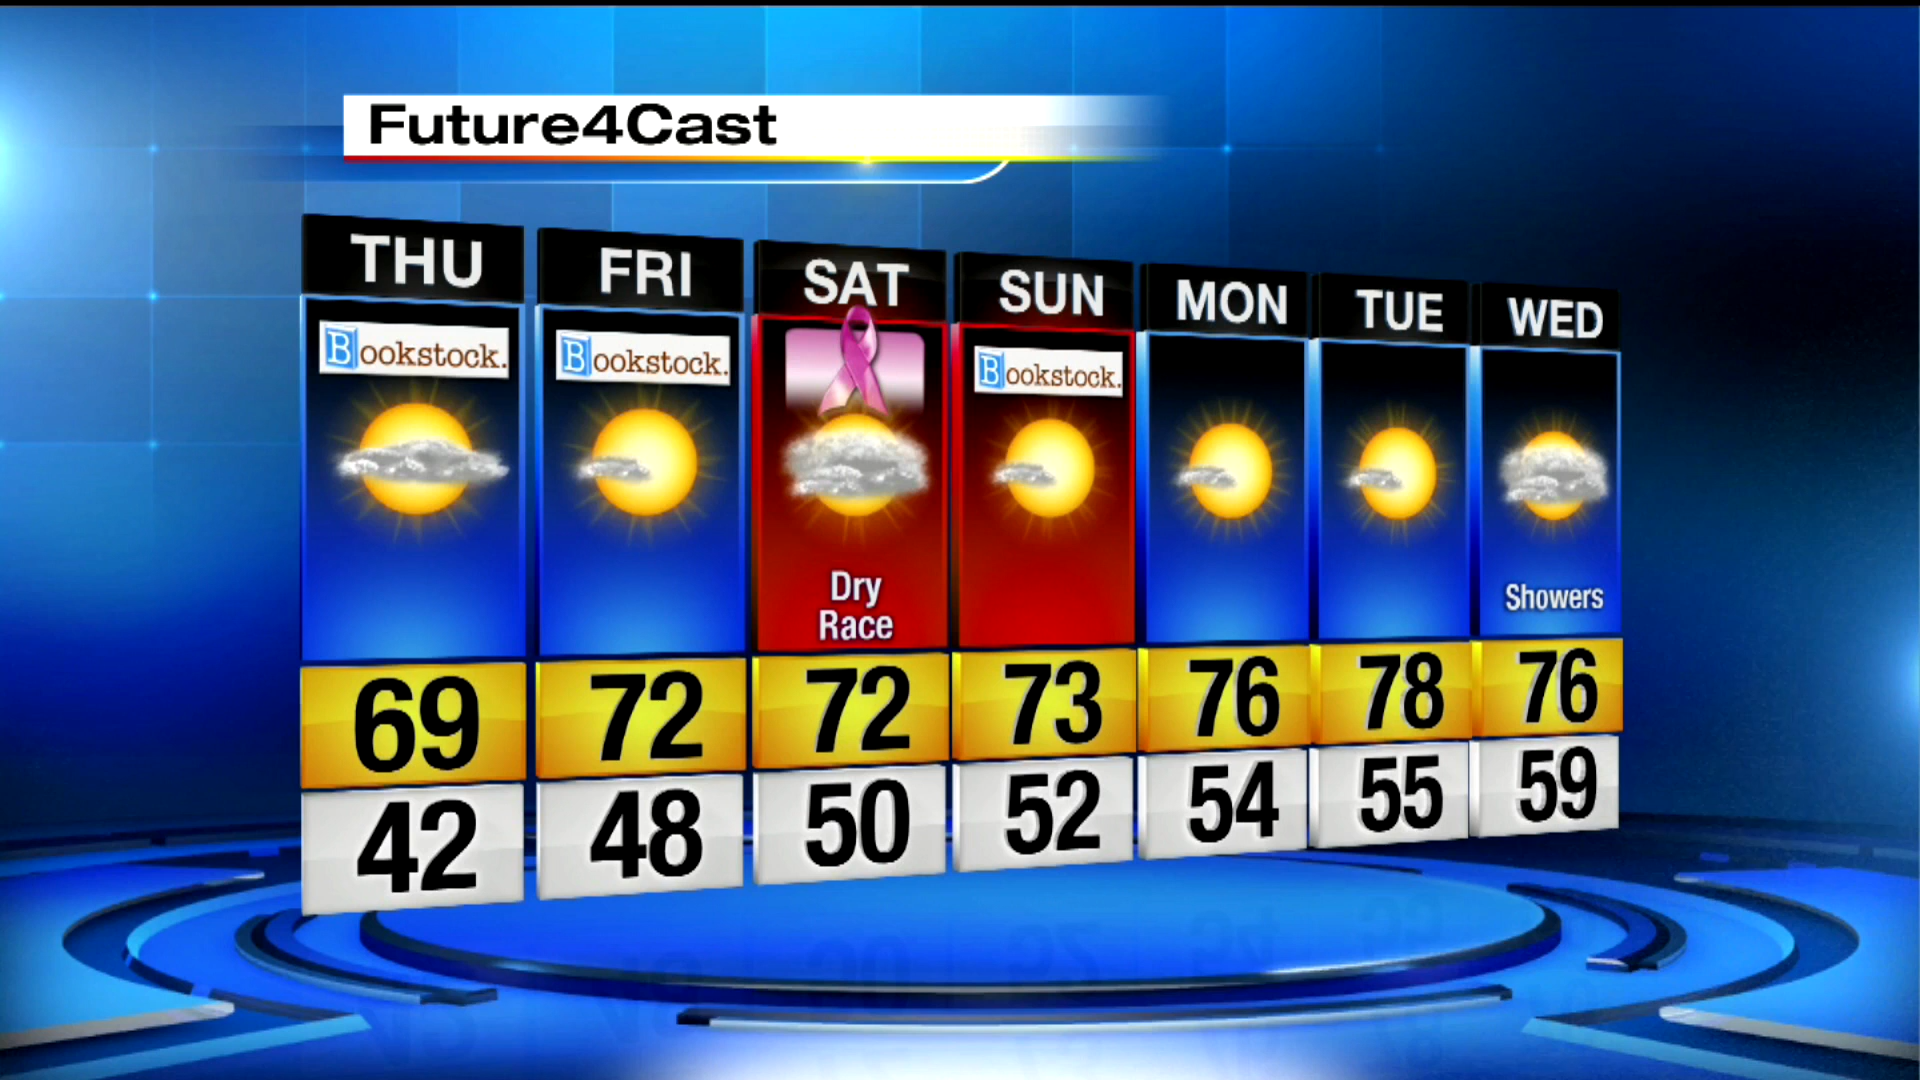 Future4Cast
THU
FRI
SAT
SUN
MON
TUE
WED
Bookstock.
Bookstock.
Bookstock.
Dry
Race
Showers
69
72
72
73
76
78
76
42
48
50
52
54
55
59